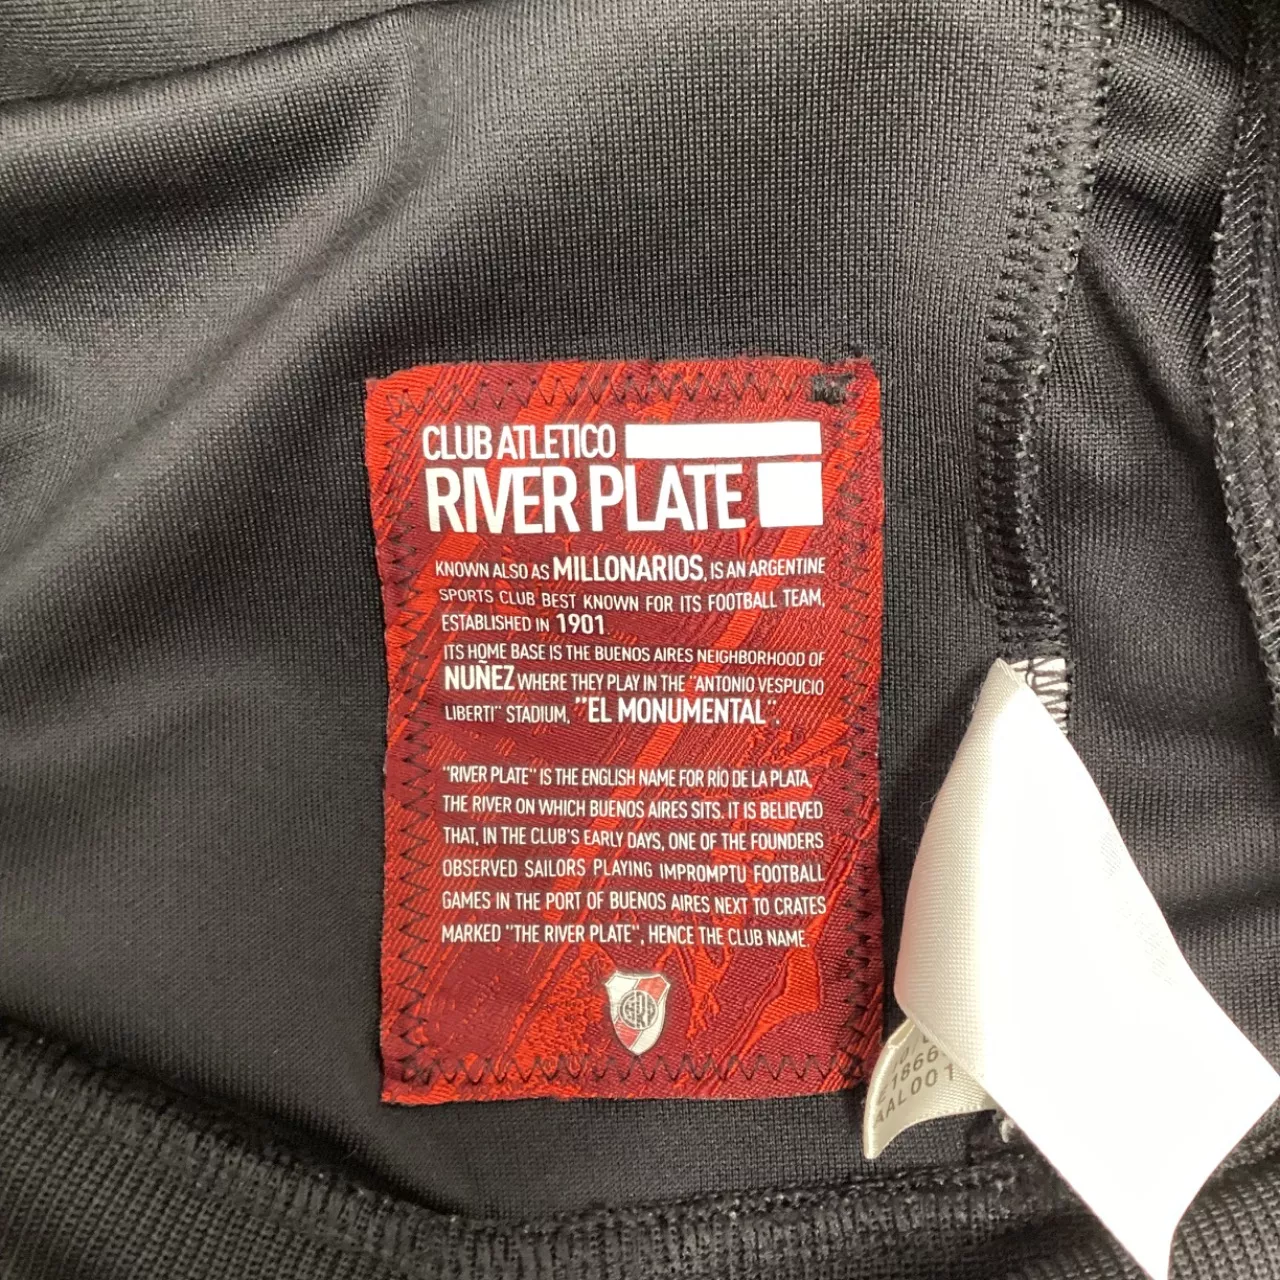 CLUB ATLETICO
RIVER PLATE
KNOWN ALSO AS MILLONARIOS, IS AN ARGENTINE
SPORTS CLUB BEST KNOWN FOR ITS FOOTBALL TEAM,
ESTABLISHED IN 1901.
ITS HOME BASE IS THE BUENOS AIRES NEIGHBORHOOD OF
NUÑEZ WHERE THEY PLAY IN THE "ANTONIO VESPUCIO
LIBERTI" STADIUM, "EL MONUMENTAL".
"RIVER PLATE" IS THE ENGLISH NAME FOR RÍO DE LA PLATA,
THE RIVER ON WHICH BUENOS AIRES SITS. IT IS BELIEVED
THAT, IN THE CLUB'S EARLY DAYS, ONE OF THE FOUNDERS
OBSERVED SAILORS PLAYING IMPROMPTU FOOTBALL
GAMES IN THE PORT OF BUENOS AIRES NEXT TO CRATES
MARKED "THE RIVER PLATE", HENCE THE CLUB NAME.
CARP
AAL001